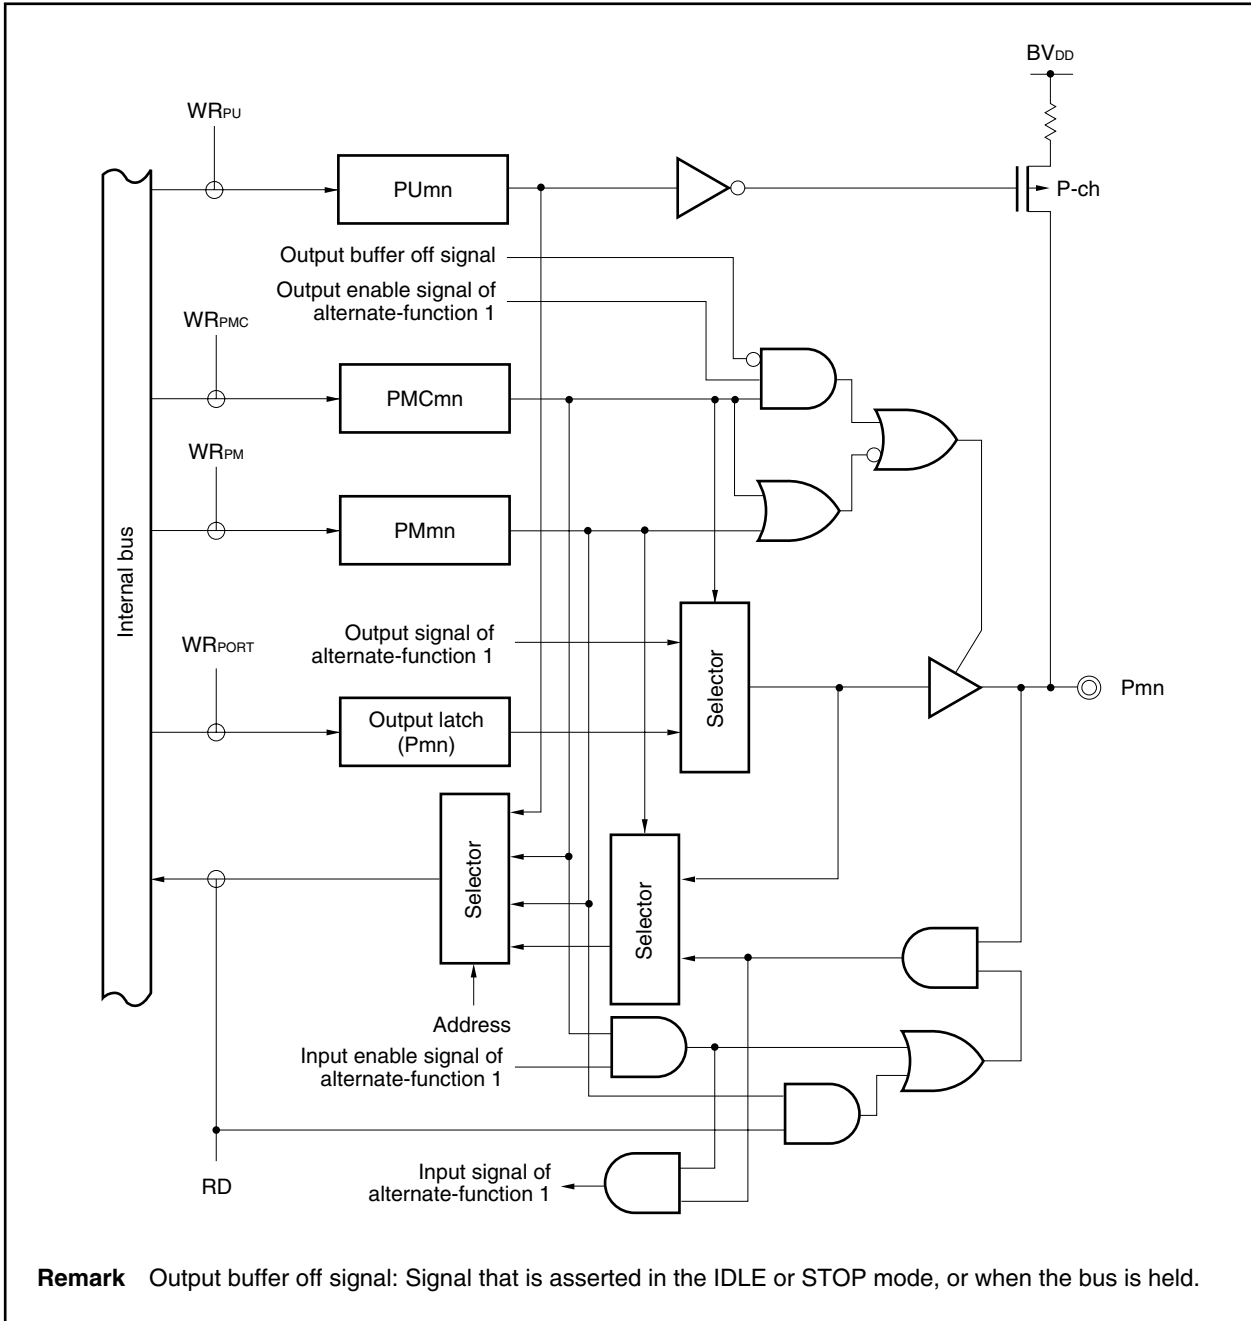 BVDD
WRPU
PUmn
P-ch
Output buffer off signal
Output enable signal of
alternate-function 1
WRPMC
PMCmn
WRPM
PMmn
Internal bus
Output signal of
alternate-function 1
WRPORT
Selector
Pmn
Output latch
(Pmn)
Selector
Selector
Address
Input enable signal of
alternate-function 1
RD
Input signal of
alternate-function 1
Remark Output buffer off signal: Signal that is asserted in the IDLE or STOP mode, or when the bus is held.